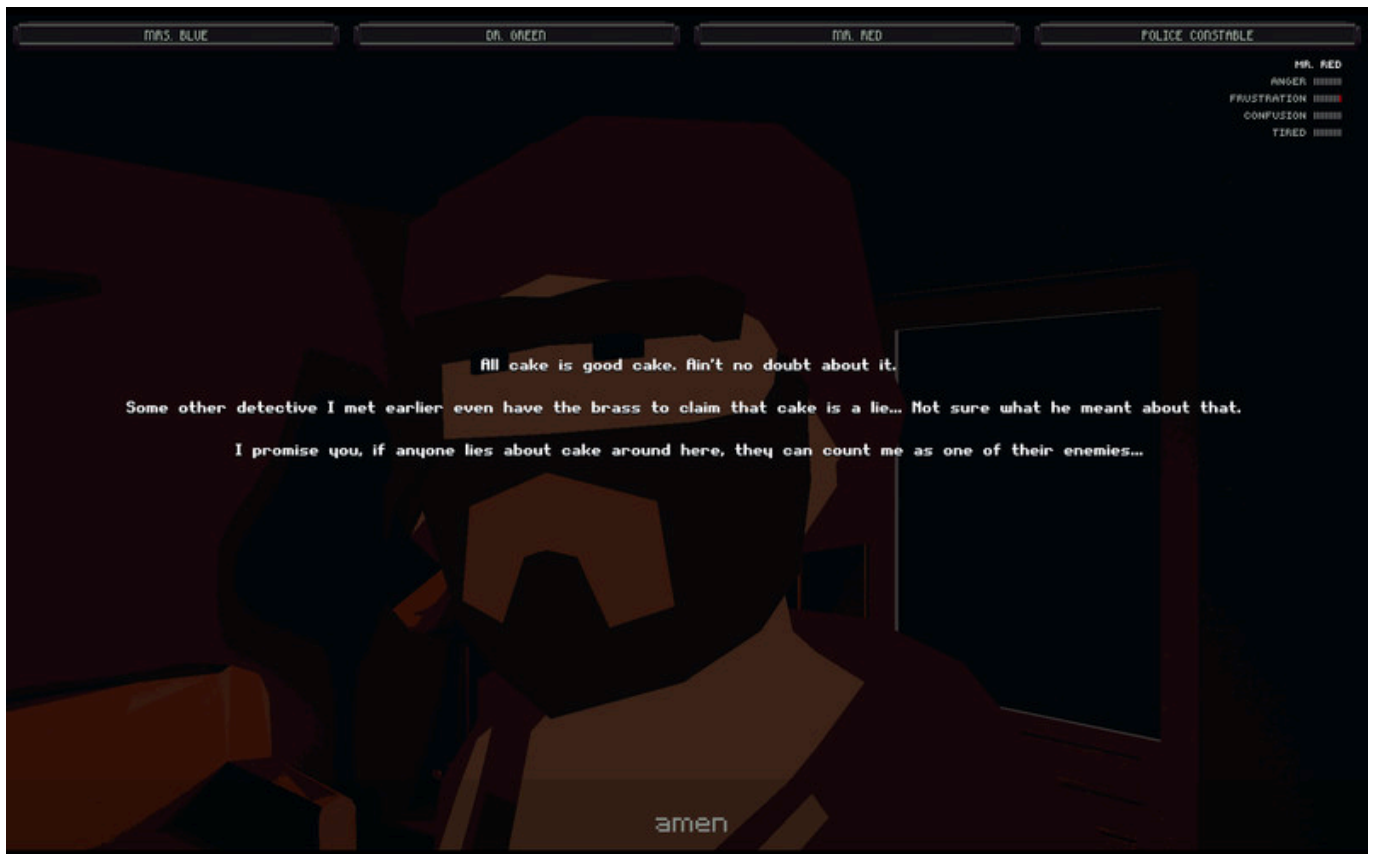 MRS. BLUE
DR. GREEN
MR. RED
POLICE CONSTABLE
MR. RED
ANGER
FRUSTRATION
CONFUSION
TIRED
All cake is good cake. Ain't no doubt about it.
Some other detective I met earlier even have the brass to claim that cake is a lie... Not sure what he meant about that.
I promise you, if anyone lies about cake around here, they can count me as one of their enemies...
amen